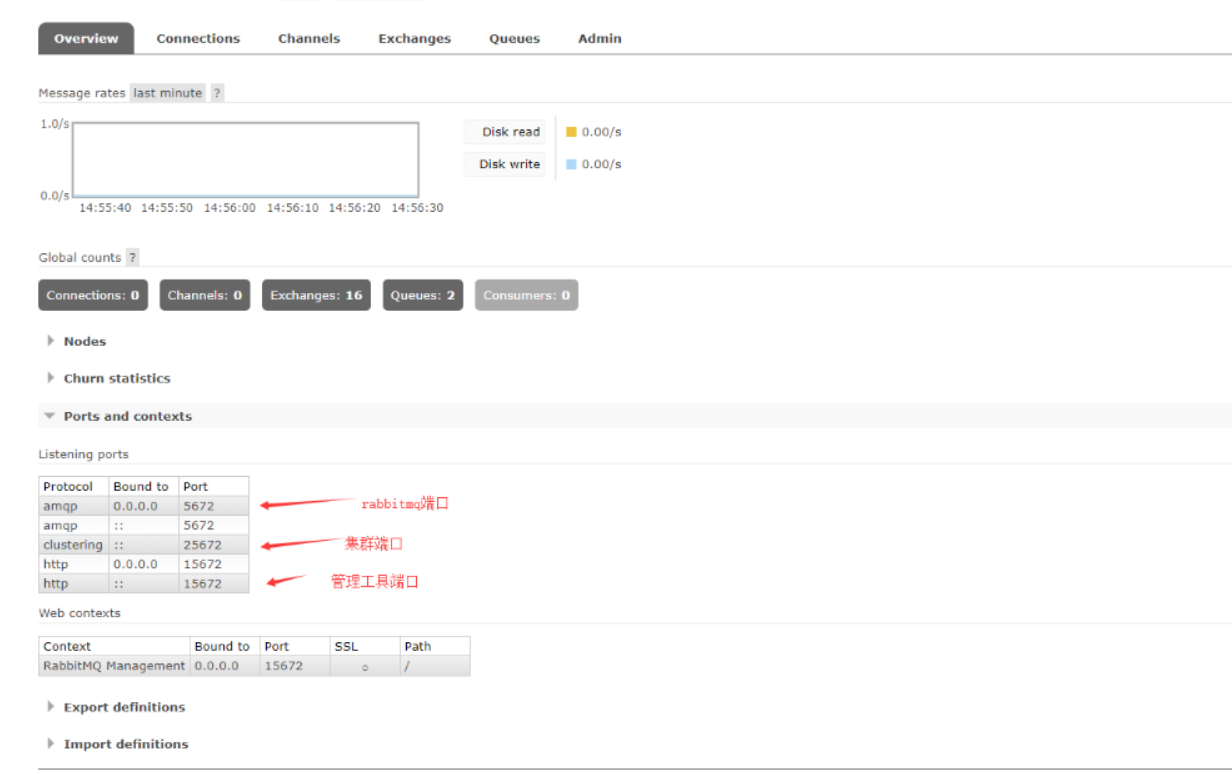 Overview Connections Channels Exchanges Queues Admin
Message rates last minute ?
1.0/s
0.0/s
14:55:40 14:55:50 14:56:00 14:56:10 14:56:20 14:56:30
Disk read 0.00/s
Disk write 0.00/s
Global counts ?
Connections: 0 Channels: 0 Exchanges: 16 Queues: 2 Consumers: 0
Nodes
Churn statistics
Ports and contexts
Listening ports
Protocol Bound to Port
amqp 0.0.0.0 5672 rabbitmq端口
amqp :: 5672
clustering :: 25672 集群端口
http 0.0.0.0 15672
http :: 15672 管理工具端口
Web contexts
Context Bound to Port SSL Path
RabbitMQ Management 0.0.0.0 15672 ○ /
Export definitions
Import definitions